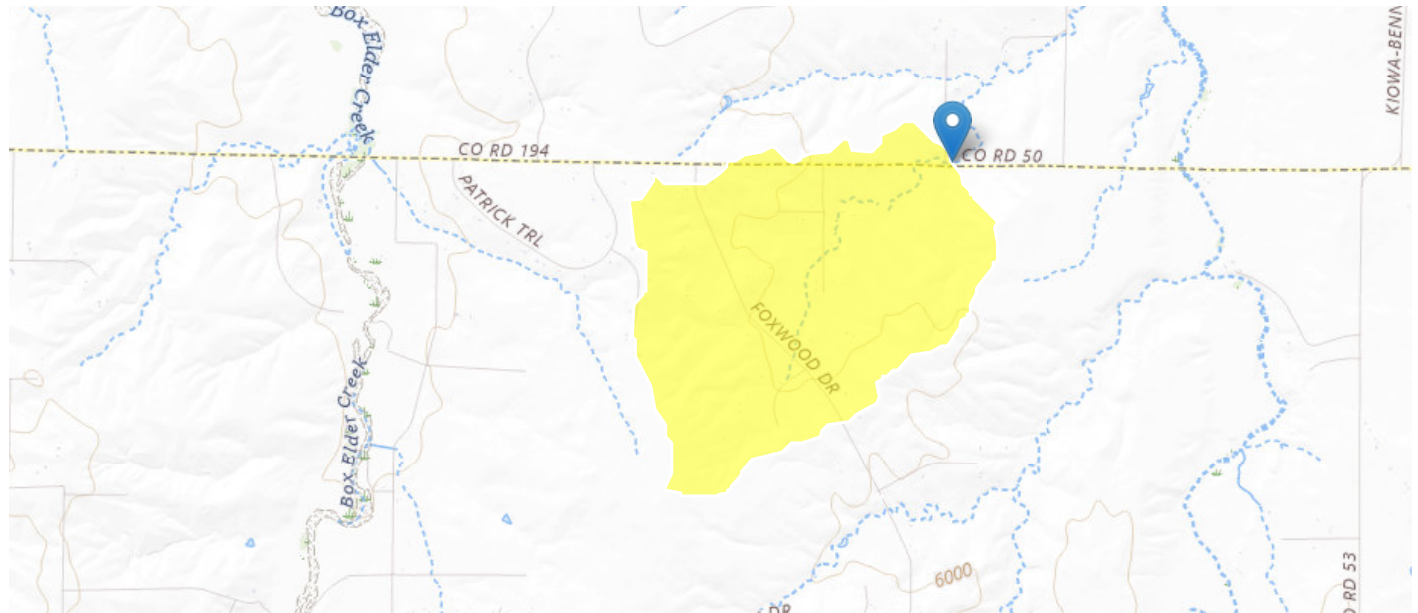 Box Elder Creek
KIOWA-BENN
CO RD 194
CO RD 50
PATRICK TRL
FOXWOOD DR
Box Elder Creek
6000
RD 53
DR